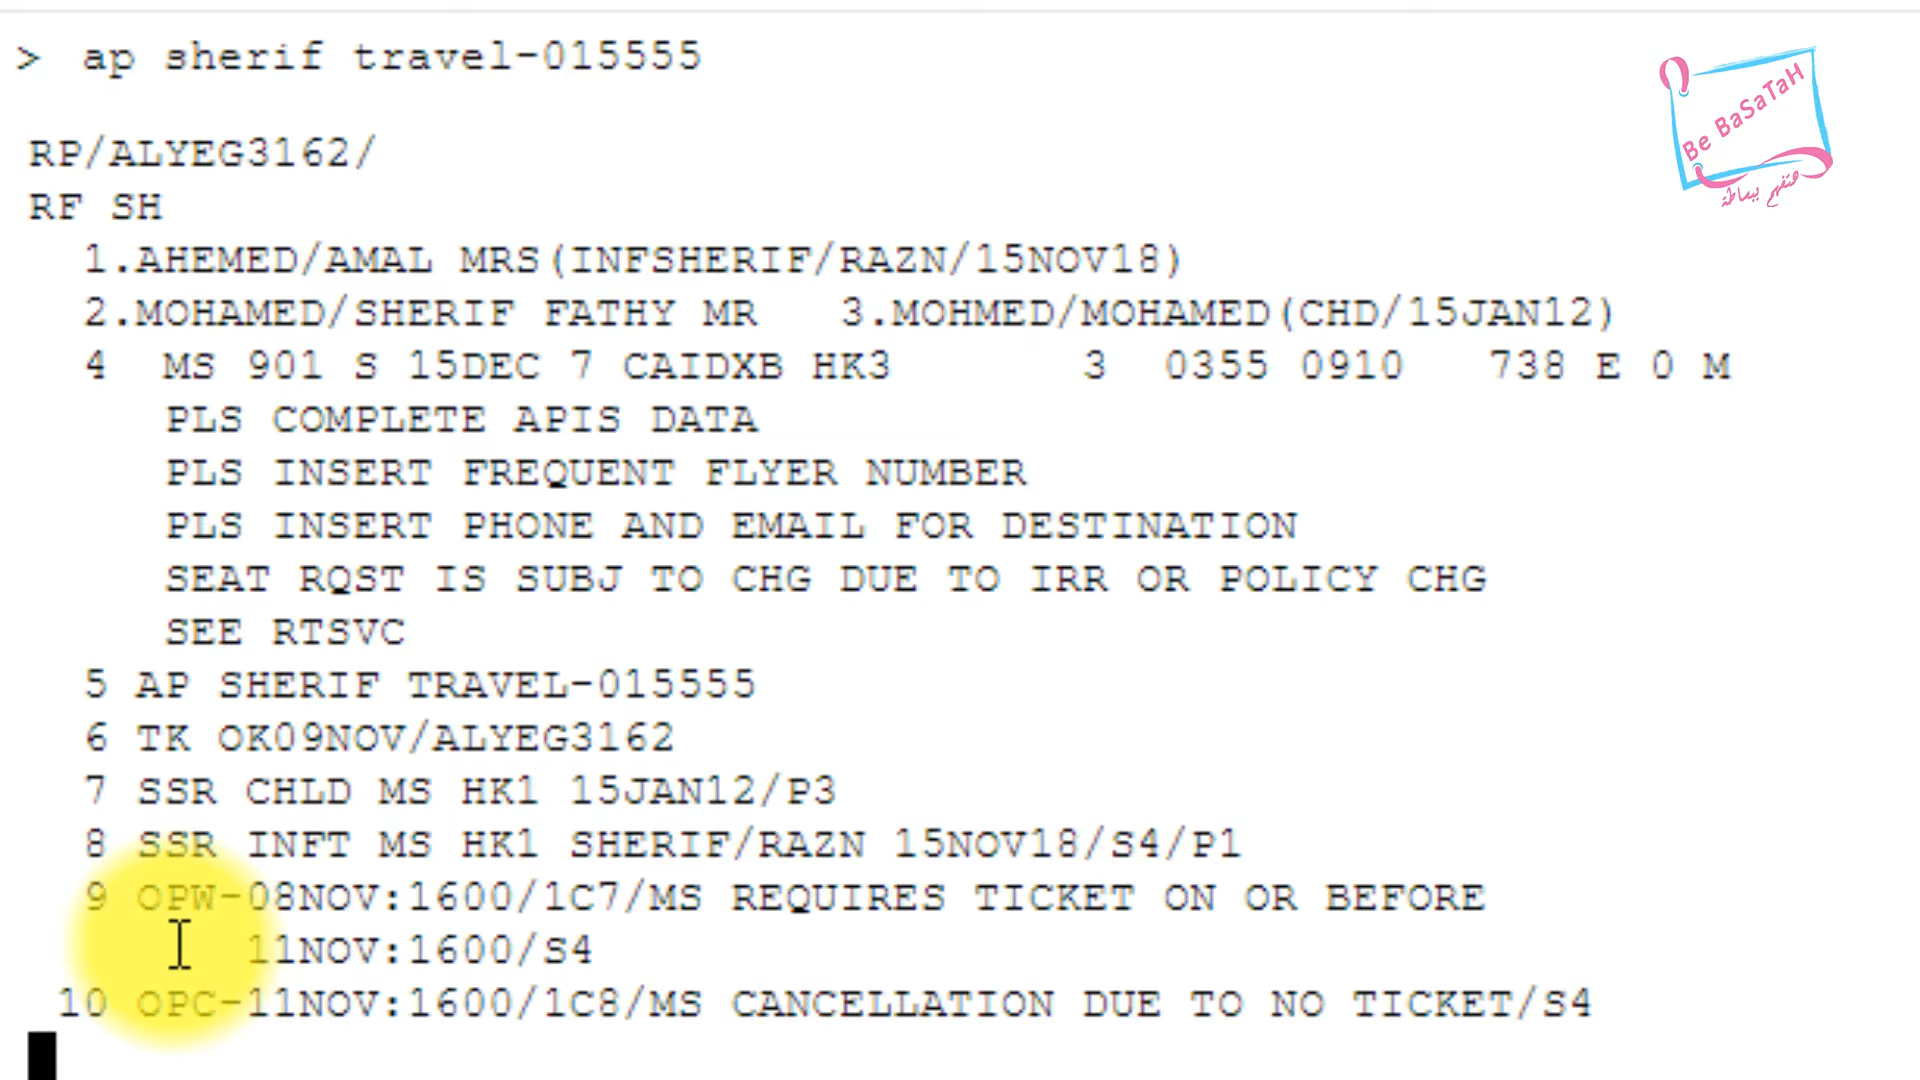 > ap sherif travel-015555
Be BaSaTaH
هتفهم ببساطة
RP/ALYEG3162/
RF SH
1.AHEMED/AMAL MRS(INFSHERIF/RAZN/15NOV18)
2.MOHAMED/SHERIF FATHY MR 3.MOHMED/MOHAMED(CHD/15JAN12)
4 MS 901 S 15DEC 7 CAIDXB HK3 3 0355 0910 738 E 0 M
PLS COMPLETE APIS DATA
PLS INSERT FREQUENT FLYER NUMBER
PLS INSERT PHONE AND EMAIL FOR DESTINATION
SEAT RQST IS SUBJ TO CHG DUE TO IRR OR POLICY CHG
SEE RTSVC
5 AP SHERIF TRAVEL-015555
6 TK OK09NOV/ALYEG3162
7 SSR CHLD MS HK1 15JAN12/P3
8 SSR INFT MS HK1 SHERIF/RAZN 15NOV18/S4/P1
9 OPW-08NOV:1600/1C7/MS REQUIRES TICKET ON OR BEFORE
11NOV:1600/S4
10 OPC-11NOV:1600/1C8/MS CANCELLATION DUE TO NO TICKET/S4